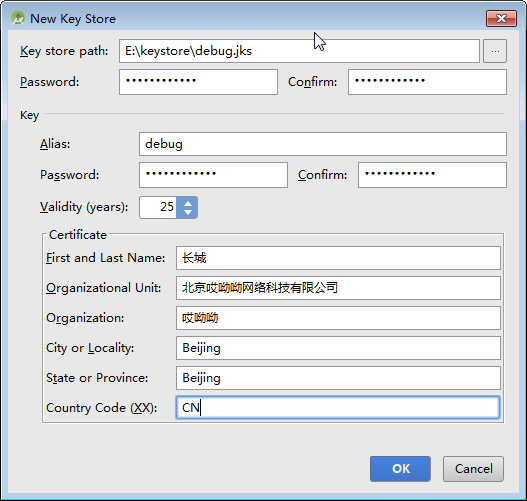 New Key Store
Key store path: E:\keystore\debug.jks ...
Password: •••••••••••• Confirm: ••••••••••••
Key
Alias: debug
Password: •••••••••••• Confirm: ••••••••••••
Validity (years): 25
Certificate
First and Last Name: 长城
Organizational Unit: 北京哎呦呦网络科技有限公司
Organization: 哎呦呦
City or Locality: Beijing
State or Province: Beijing
Country Code (XX): CN
OK Cancel